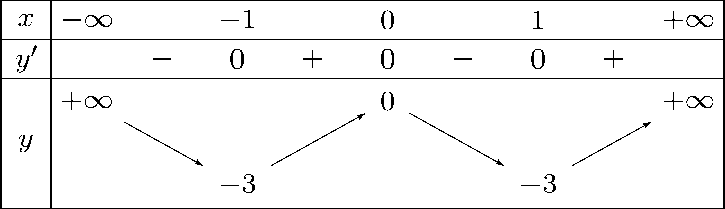 x −∞ −1 0 1 +∞
y′ − 0 + 0 − 0 +
+∞ 0 +∞
y
−3 −3